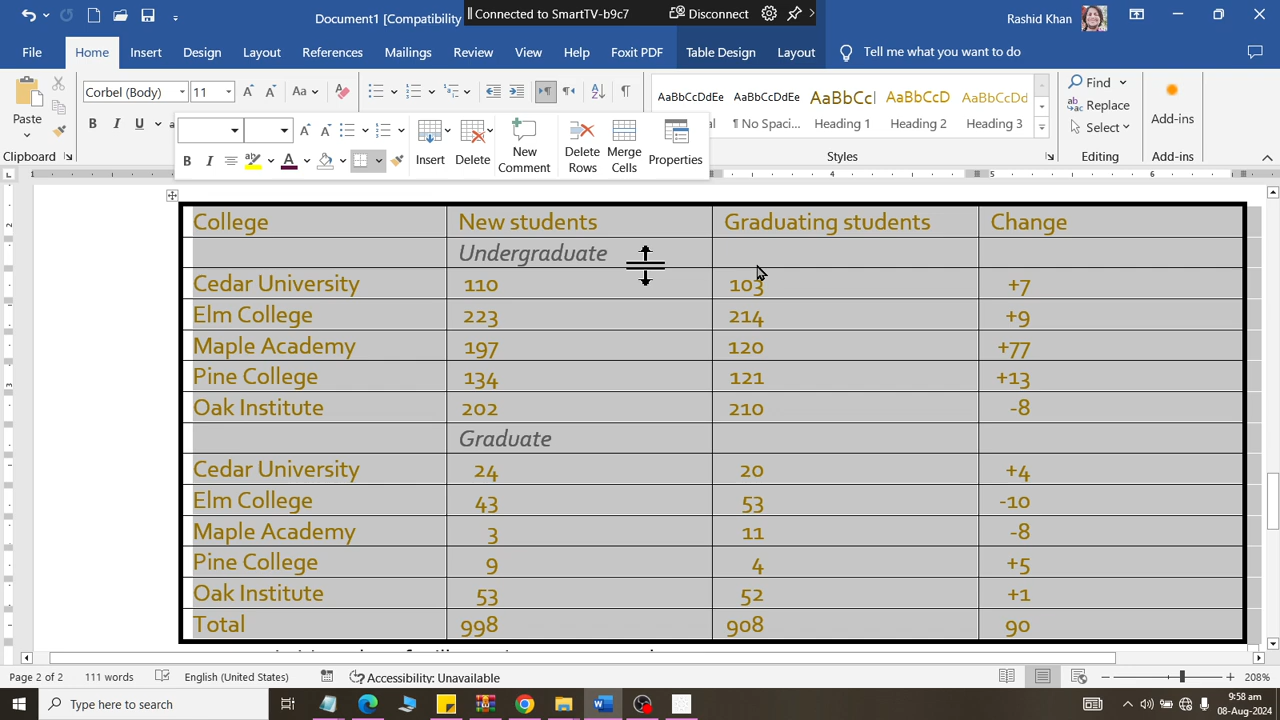 Document1 [Compatibility
Connected to SmartTV-b9c7
Disconnect
Rashid Khan
File Home Insert Design Layout References Mailings Review View Help Foxit PDF Table Design Layout Tell me what you want to do
Paste
Clipboard
Corbel (Body) 11 Aa
B I U
AaBbCcDdEe AaBbCcDdEe AaBbC AaBbCcD AaBbCcDd
¶ No Spaci... Heading 1 Heading 2 Heading 3
Styles
Find
Replace
Select
Editing
Add-ins
Add-ins
B I A
Insert Delete New Comment Delete Rows Merge Cells Properties
1 4 5 6
College New students Graduating students Change
Undergraduate
Cedar University 110 103 +7
Elm College 223 214 +9
Maple Academy 197 120 +77
Pine College 134 121 +13
Oak Institute 202 210 -8
Graduate
Cedar University 24 20 +4
Elm College 43 53 -10
Maple Academy 3 11 -8
Pine College 9 4 +5
Oak Institute 53 52 +1
Total 998 908 90
Page 2 of 2 111 words English (United States) Accessibility: Unavailable 208%
Type here to search
9:58 am
08-Aug-2024